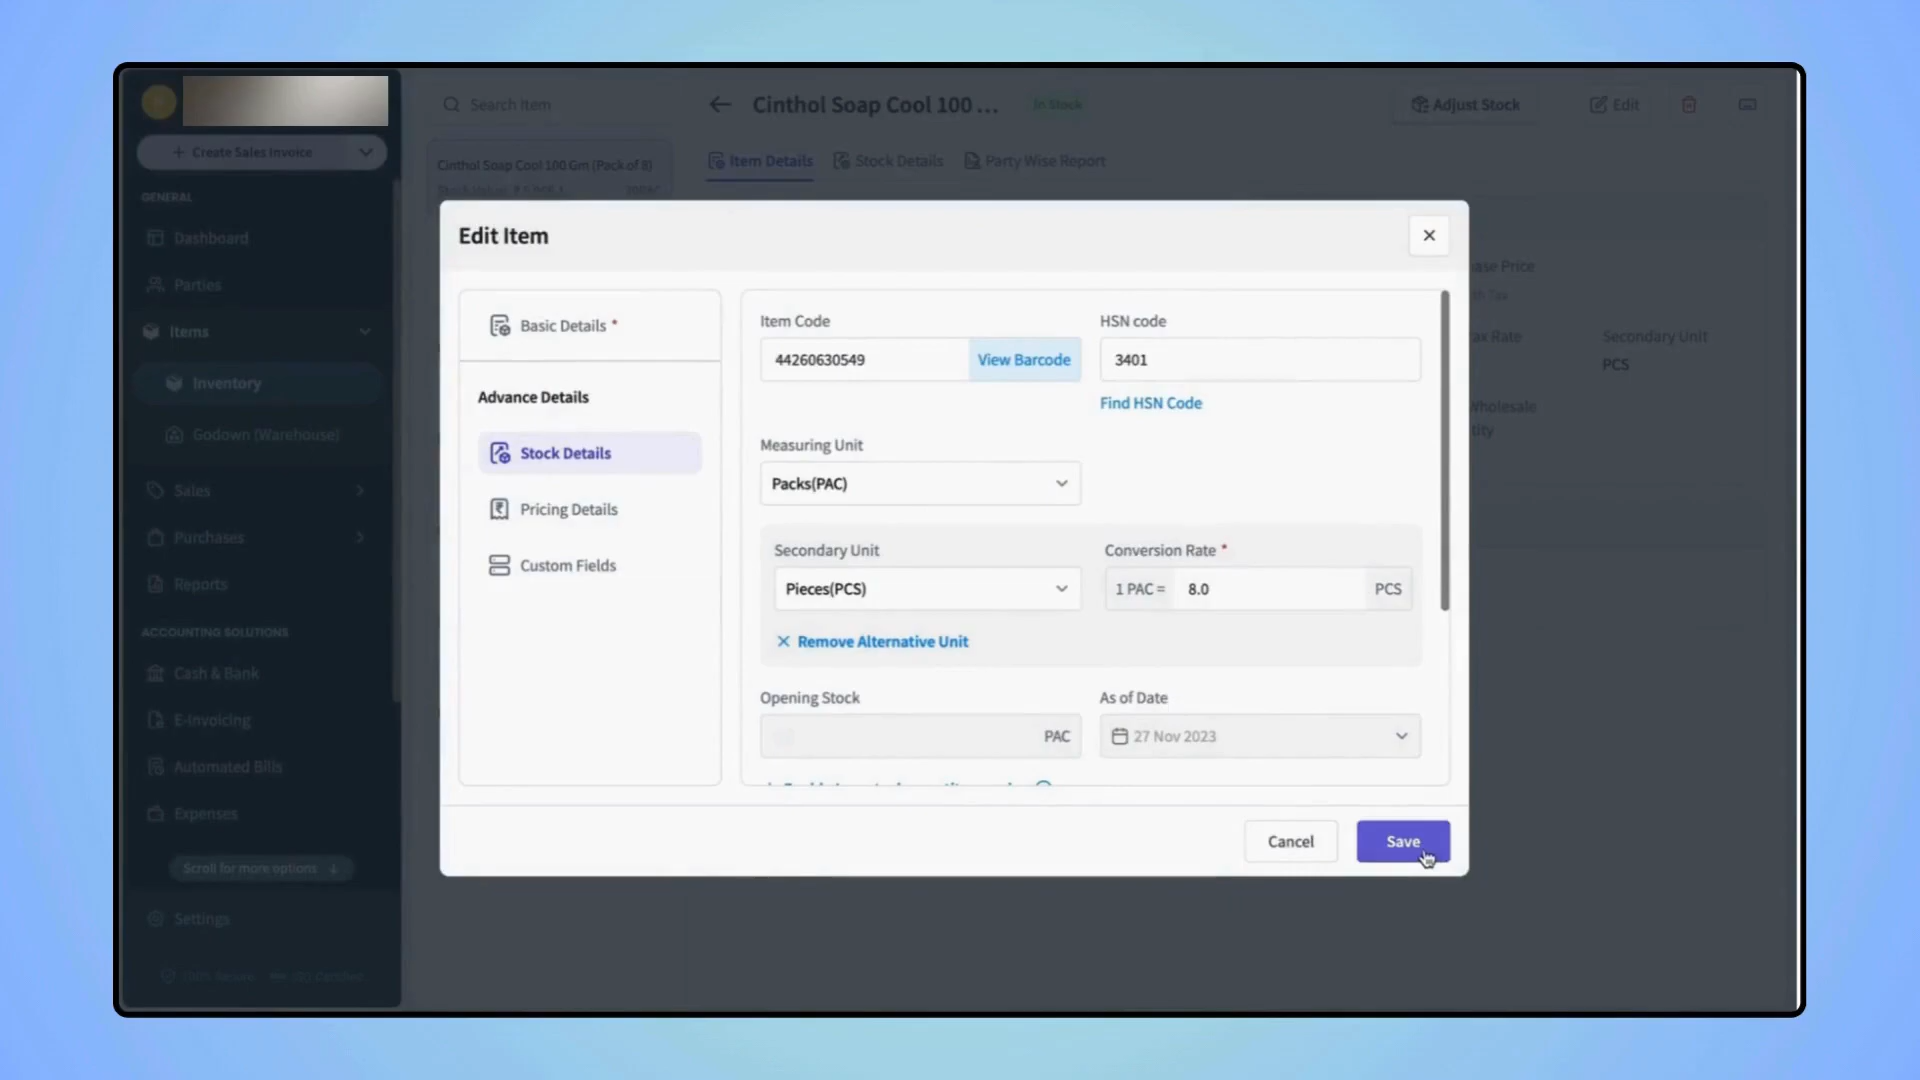 + Create Sales Invoice
GENERAL
Dashboard
Parties
Items
Inventory
Godown (Warehouse)
Sales
Purchases
Reports
ACCOUNTING SOLUTIONS
Cash & Bank
E-Invoicing
Automated Bills
Expenses
Scroll for more options ↓
Settings
Search Item
Cinthol Soap Cool 100 Gm (Pack of 8)
Cinthol Soap Cool 100 ...
In Stock
Adjust Stock
Edit
Item Details
Stock Details
Party Wise Report
Price
Tax
Rate
Secondary Unit
PCS
Wholesale
Edit Item
Basic Details *
Advance Details
Stock Details
Pricing Details
Custom Fields
Item Code
44260630549
View Barcode
HSN code
3401
Find HSN Code
Measuring Unit
Packs(PAC)
Secondary Unit
Pieces(PCS)
Conversion Rate *
1 PAC = 8.0 PCS
× Remove Alternative Unit
Opening Stock
PAC
As of Date
27 Nov 2023
Cancel
Save